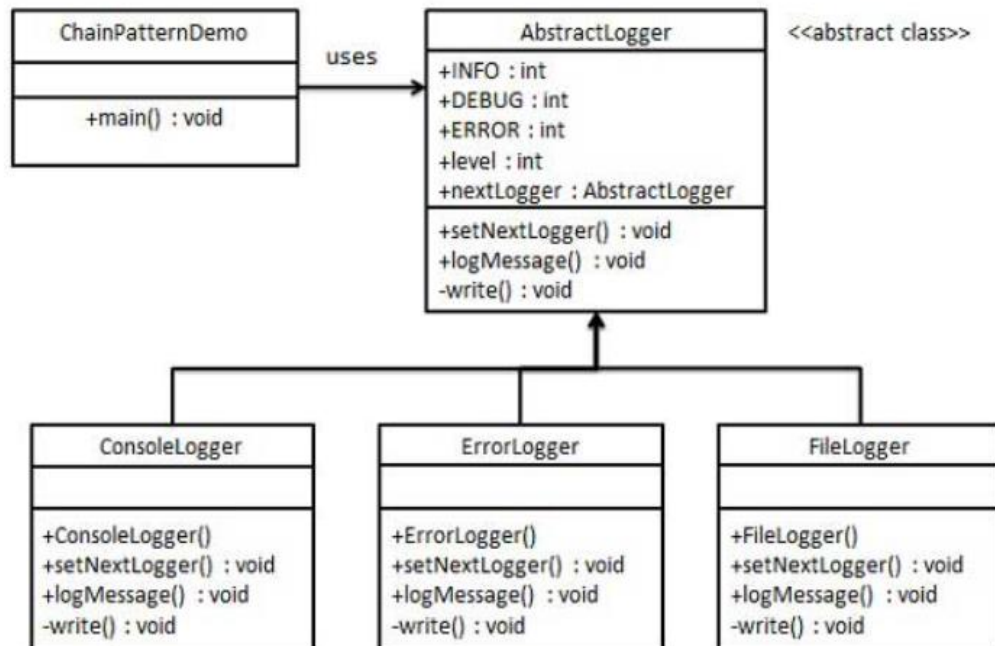 ChainPatternDemo
+main() : void
uses
AbstractLogger
<<abstract class>>
+INFO : int
+DEBUG : int
+ERROR : int
+level : int
+nextLogger : AbstractLogger
+setNextLogger() : void
+logMessage() : void
-write() : void
ConsoleLogger
+ConsoleLogger()
+setNextLogger() : void
+logMessage() : void
-write() : void
ErrorLogger
+ErrorLogger()
+setNextLogger() : void
+logMessage() : void
-write() : void
FileLogger
+FileLogger()
+setNextLogger() : void
+logMessage() : void
-write() : void